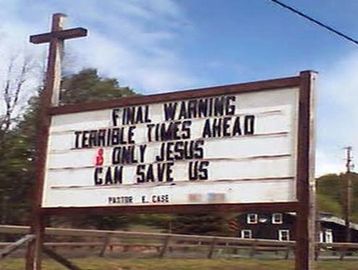 FINAL WARNING
TERRIBLE TIMES AHEAD
ONLY JESUS
CAN SAVE US
PASTOR E. CASE